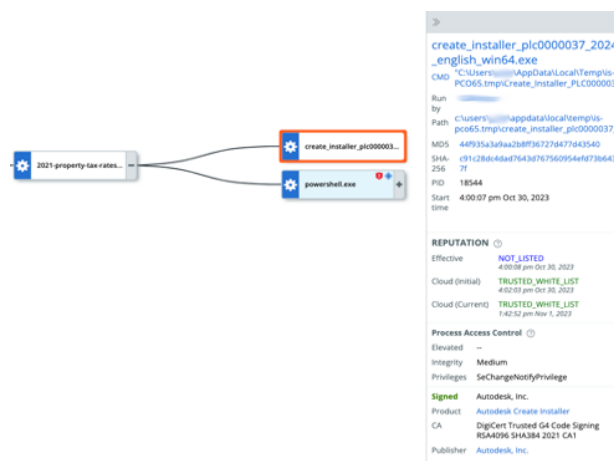 create_installer_plc0000037_2024
_english_win64.exe
CMD "C:\Users\ \AppData\Local\Temp\is-
PCO65.tmp\Create_Installer_PLC000003
Run
by
Path c:\users\ \appdata\local\temp\is-
pco65.tmp\create_installer_plc0000037_
MD5 44f935a3a9aa2b8ff36727d477d43540
SHA- c91c28dc4dad7643d767560954efd73b643
256 7f
PID 18544
Start 4:00:07 pm Oct 30, 2023
time
2021-property-tax-rates...
create_installer_plc000003...
powershell.exe
REPUTATION
Effective NOT_LISTED
4:00:08 pm Oct 30, 2023
Cloud (Initial) TRUSTED_WHITE_LIST
4:02:03 pm Oct 30, 2023
Cloud (Current) TRUSTED_WHITE_LIST
1:42:52 pm Nov 1, 2023
Process Access Control
Elevated --
Integrity Medium
Privileges SeChangeNotifyPrivilege
Signed Autodesk, Inc.
Product Autodesk Create Installer
CA DigiCert Trusted G4 Code Signing
RSA4096 SHA384 2021 CA1
Publisher Autodesk, Inc.